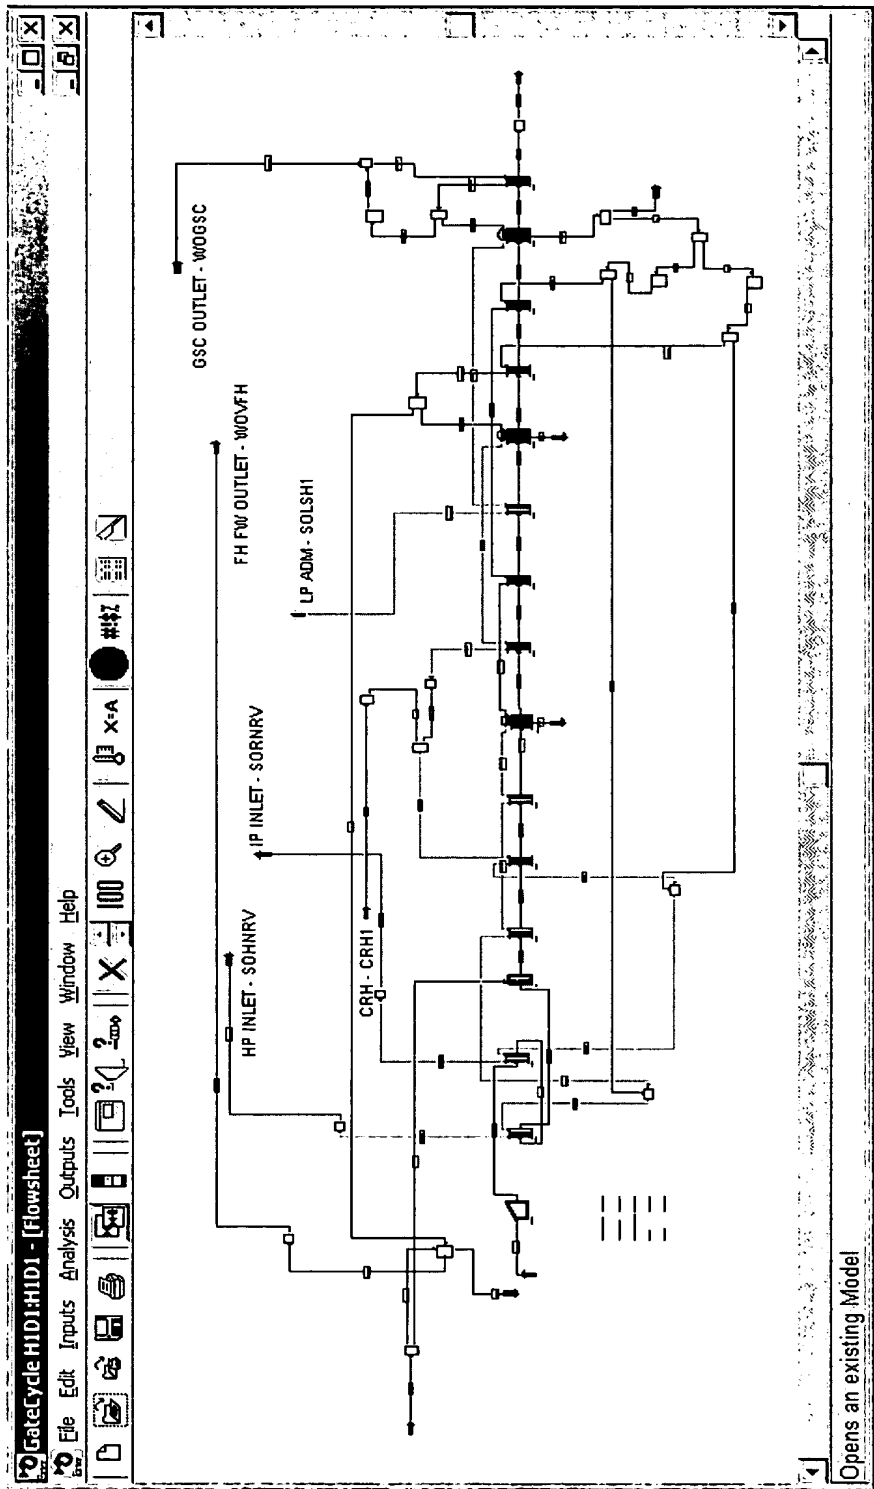 GateCycle H1D1:H1D1 - [Flowsheet]
File Edit Inputs Analysis Outputs Tools View Window Help
X=A #!$?
GSC OUTLET - WOGSC
FH FW OUTLET - WOVFH
LP ADM - SOLSH1
IP INLET - SORNRV
HP INLET - SOHNRV
CRH - CRH1
Opens an existing Model